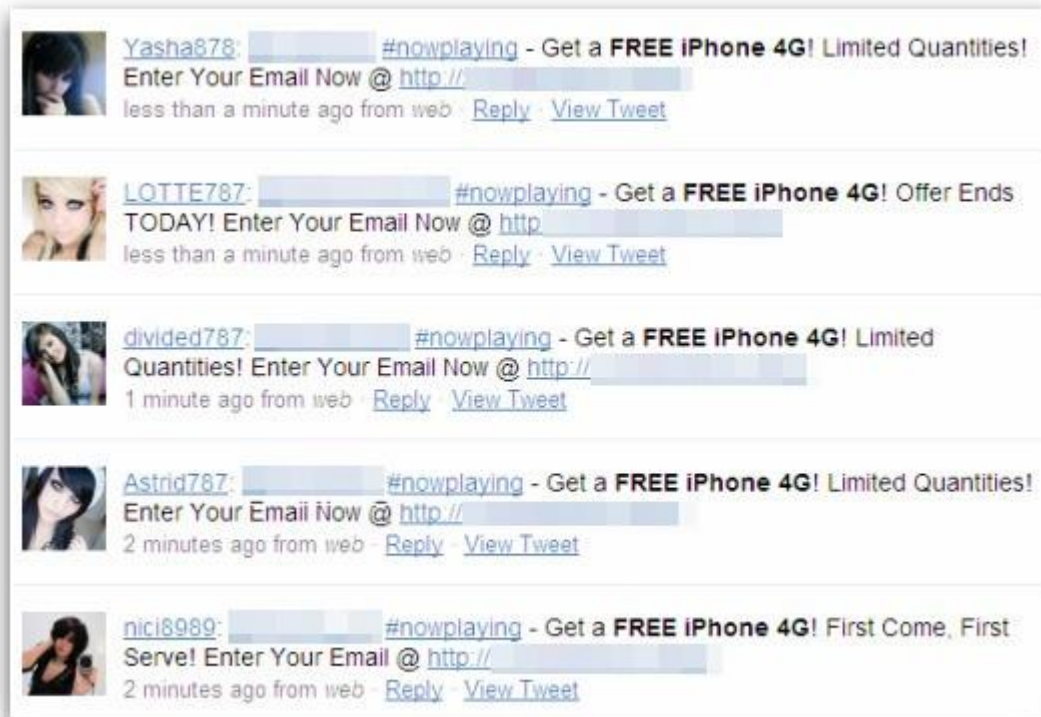 Yasha878: #nowplaying - Get a FREE iPhone 4G! Limited Quantities!
Enter Your Email Now @ http://
less than a minute ago from web · Reply · View Tweet
LOTTE787: #nowplaying - Get a FREE iPhone 4G! Offer Ends
TODAY! Enter Your Email Now @ http
less than a minute ago from web · Reply · View Tweet
divided787: #nowplaying - Get a FREE iPhone 4G! Limited
Quantities! Enter Your Email Now @ http://
1 minute ago from web · Reply · View Tweet
Astrid787: #nowplaying - Get a FREE iPhone 4G! Limited Quantities!
Enter Your Email Now @ http://
2 minutes ago from web · Reply · View Tweet
nici8989: #nowplaying - Get a FREE iPhone 4G! First Come, First
Serve! Enter Your Email @ http://
2 minutes ago from web · Reply · View Tweet